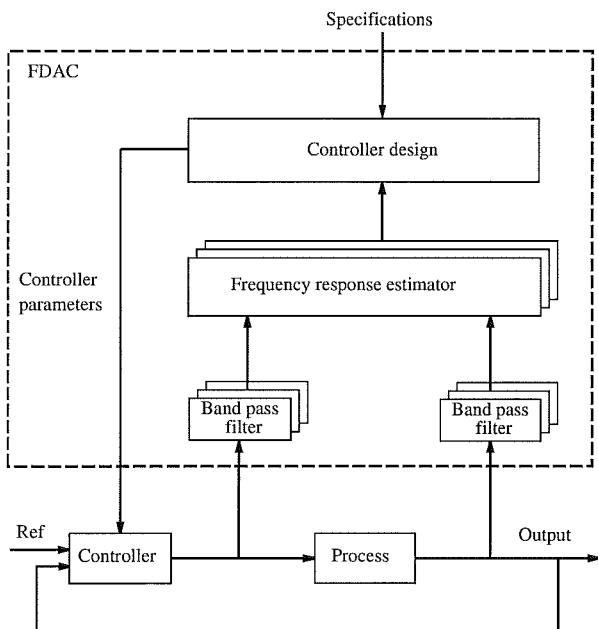 Specifications
FDAC
Controller design
Controller
parameters
Frequency response estimator
Band pass
filter
Band pass
filter
Ref
Controller
Process
Output